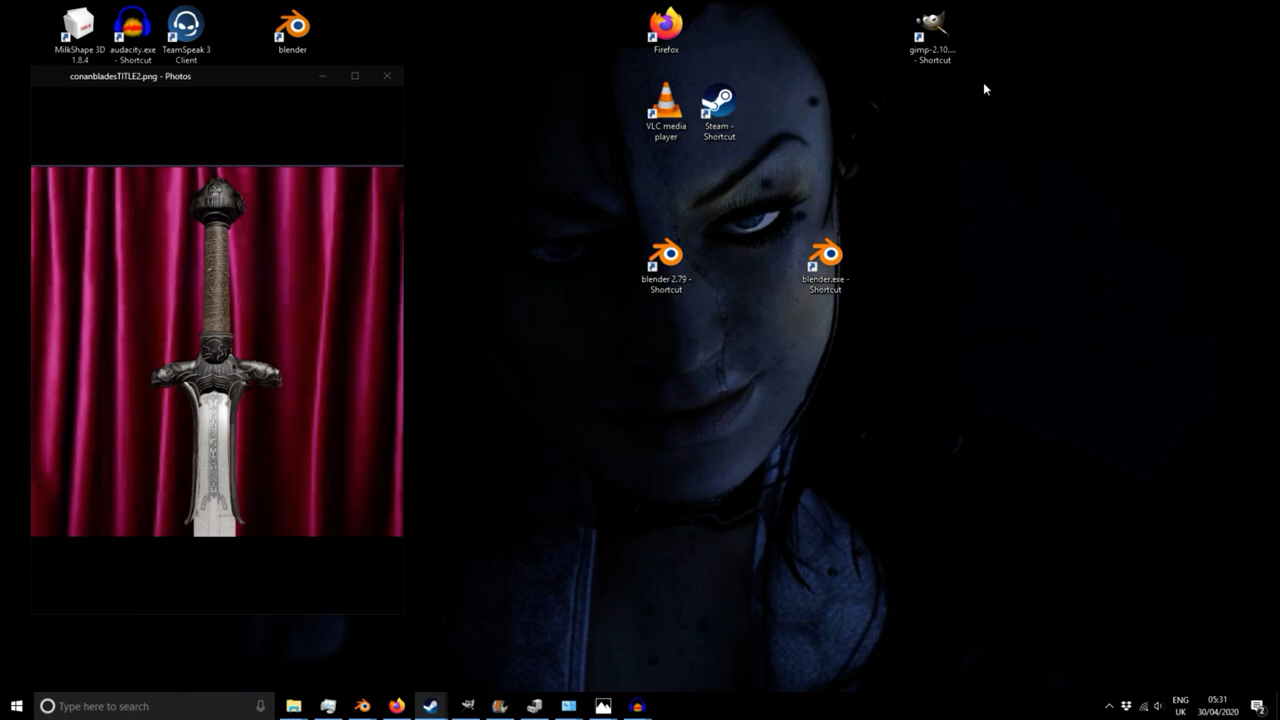 MilkShape 3D
1.8.4
audacity.exe
- Shortcut
TeamSpeak 3
Client
blender
Firefox
gimp-2.10....
- Shortcut
conanbladesTITLE2.png - Photos
VLC media
player
Steam -
Shortcut
blender 2.79 -
Shortcut
blender.exe -
Shortcut
Type here to search
ENG
UK
05:31
30/04/2020
2